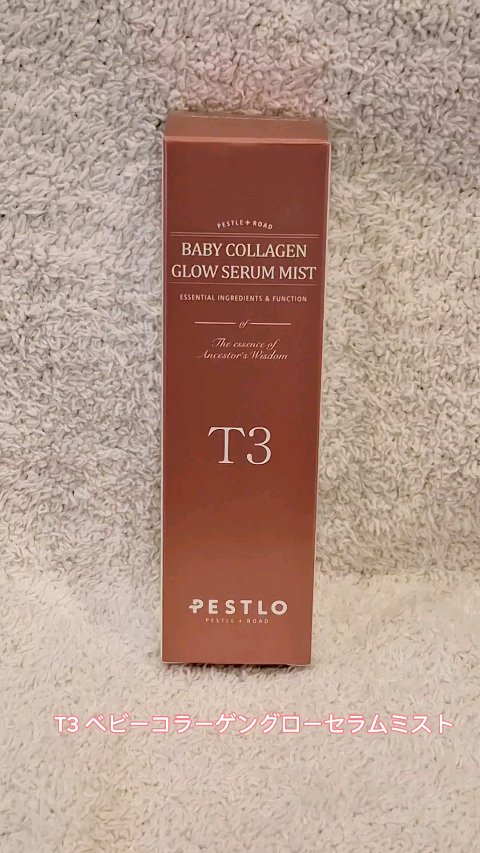 PESTLE + ROAD
BABY COLLAGEN
GLOW SERUM MIST
ESSENTIAL INGREDIENTS & FUNCTION
of
The essence of
Ancestor's Wisdom
T3
PESTLO
PESTLE + ROAD
T3 ベビーコラーゲングローセラムミスト